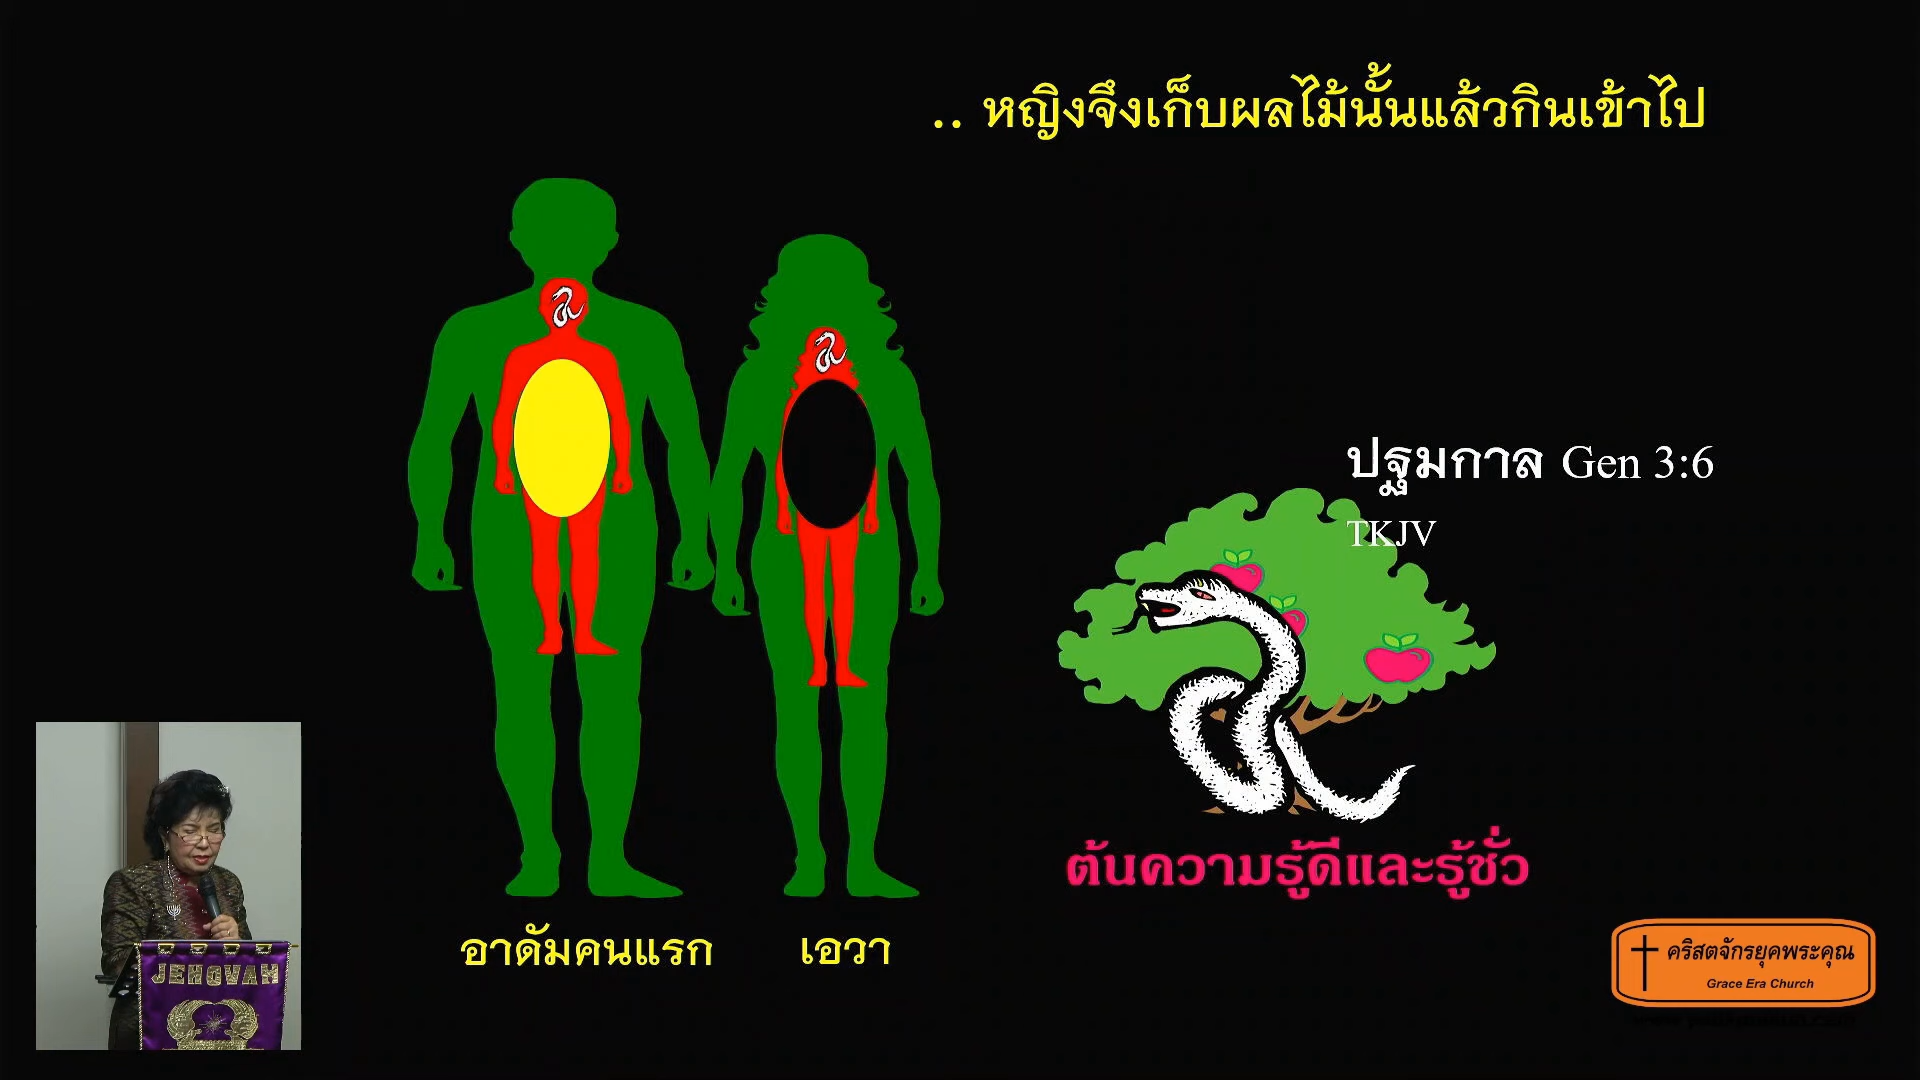 .. หญิงจึงเก็บผลไม้นั้นแล้วกินเข้าไป
ปฐมกาล Gen 3:6
TKJV
ต้นความรู้ดีและรู้ชั่ว
อาดัมคนแรก
เอวา
JEHOVAH
คริสตจักรยุคพระคุณ
Grace Era Church